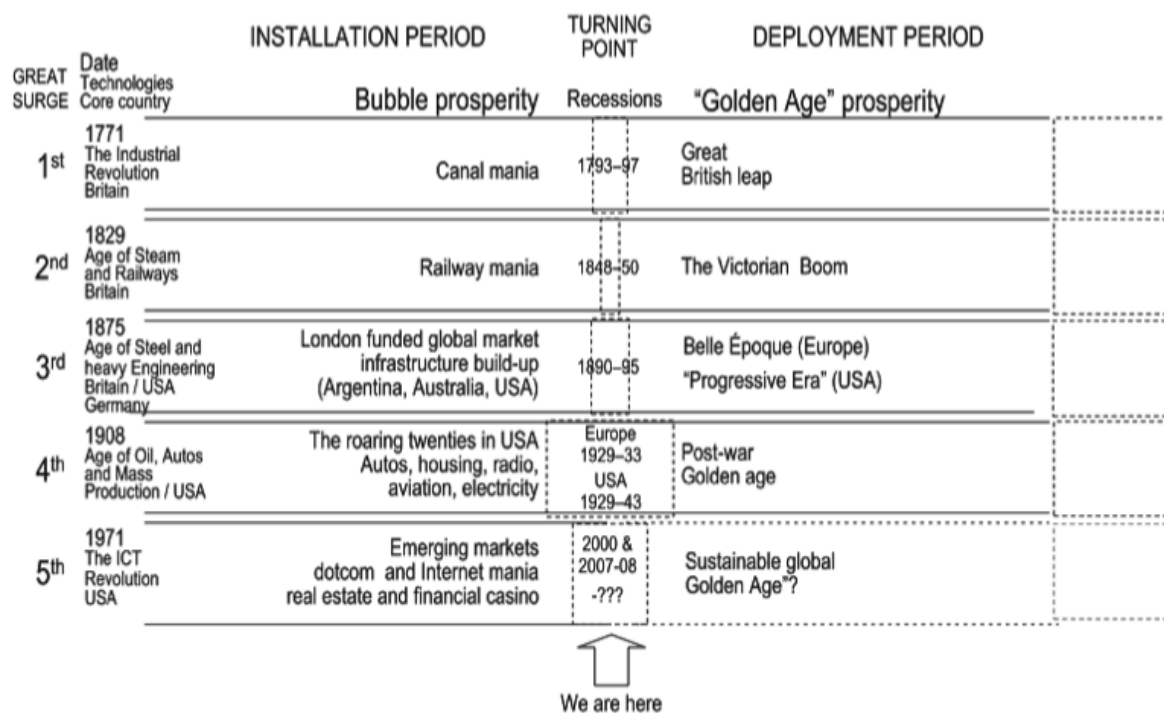 INSTALLATION PERIOD
TURNING
POINT
DEPLOYMENT PERIOD
GREAT
SURGE
Date
Technologies
Core country
Bubble prosperity
Recessions
“Golden Age” prosperity
1st
1771
The Industrial
Revolution
Britain
Canal mania
1793–97
Great
British leap
2nd
1829
Age of Steam
and Railways
Britain
Railway mania
1848–50
The Victorian Boom
3rd
1875
Age of Steel and
heavy Engineering
Britain / USA
Germany
London funded global market
infrastructure build-up
(Argentina, Australia, USA)
1890–95
Belle Époque (Europe)
“Progressive Era” (USA)
4th
1908
Age of Oil, Autos
and Mass
Production / USA
The roaring twenties in USA
Autos, housing, radio,
aviation, electricity
Europe
1929–33
USA
1929–43
Post-war
Golden age
5th
1971
The ICT
Revolution
USA
Emerging markets
dotcom and Internet mania
real estate and financial casino
2000 &
2007-08
-???
Sustainable global
Golden Age”?
We are here